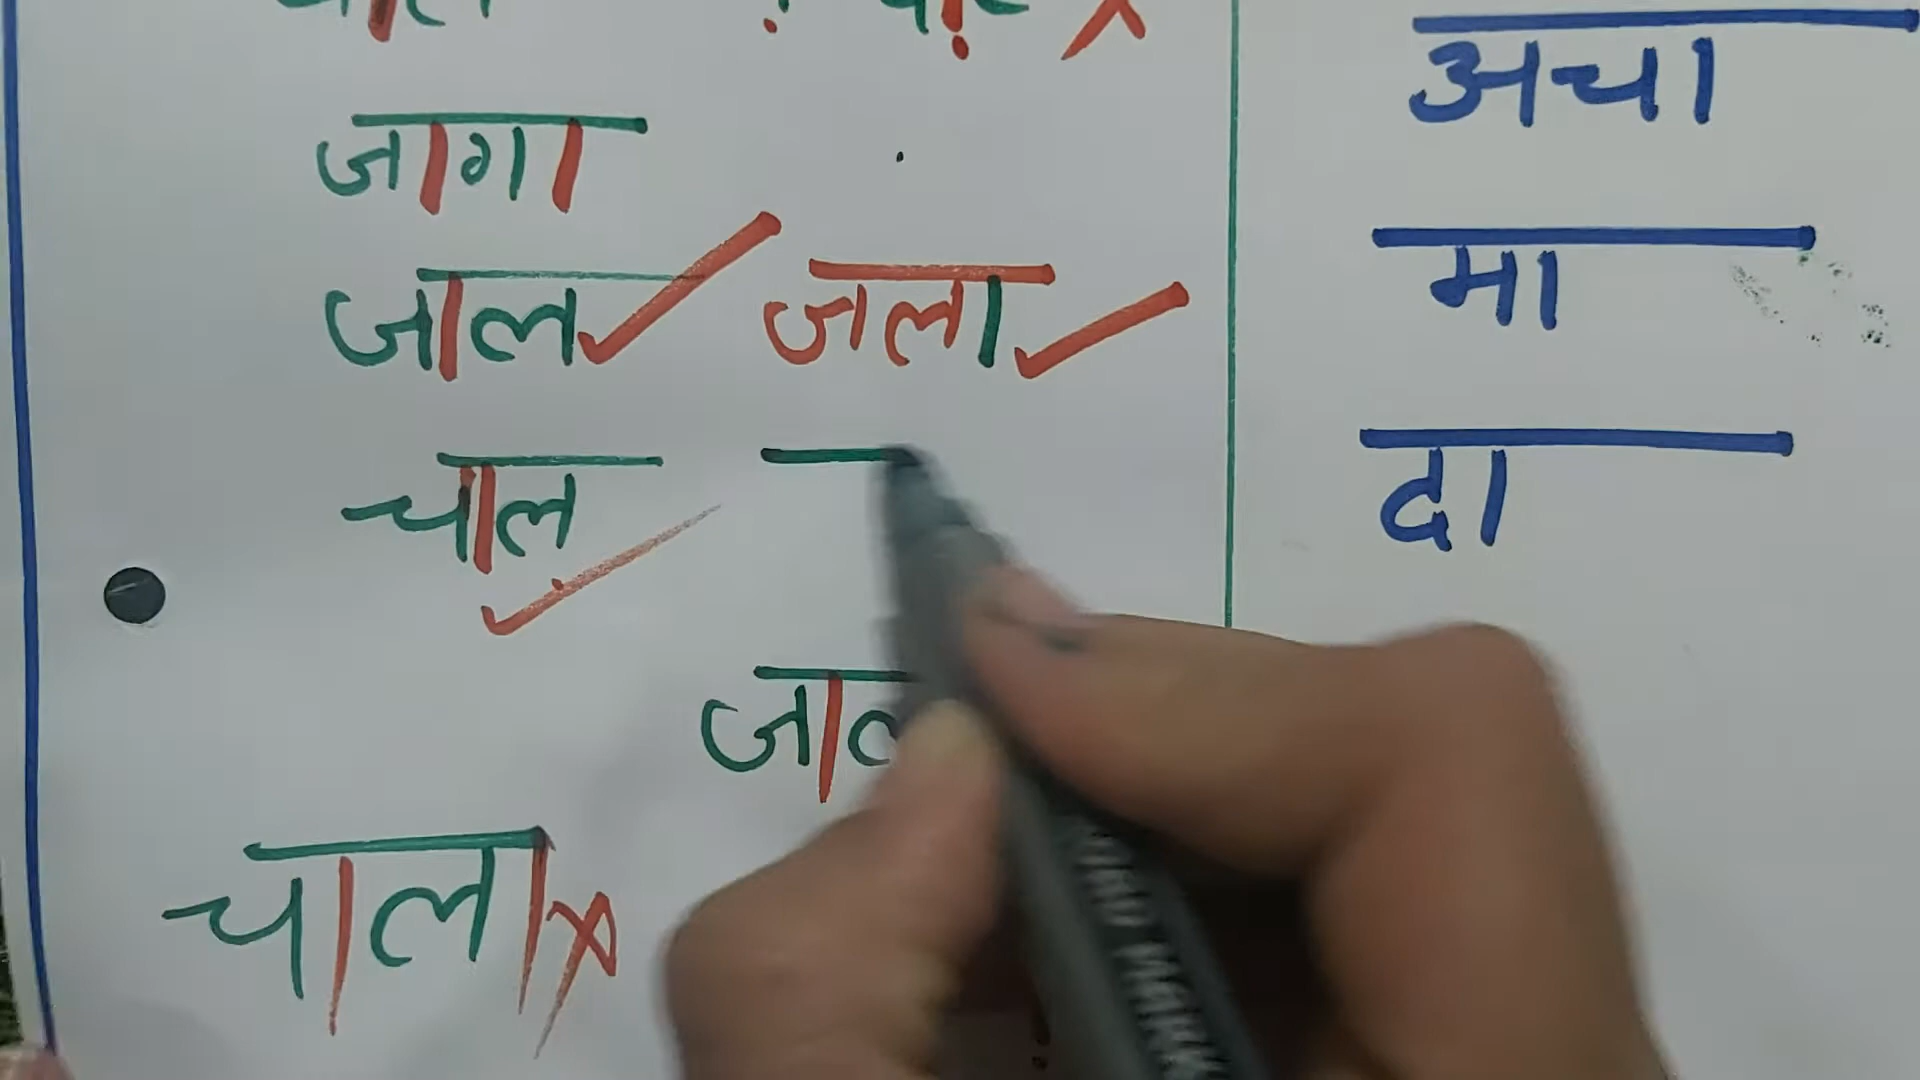 जागा
जाल जला
चाल
चाला
अचा
मा
दा